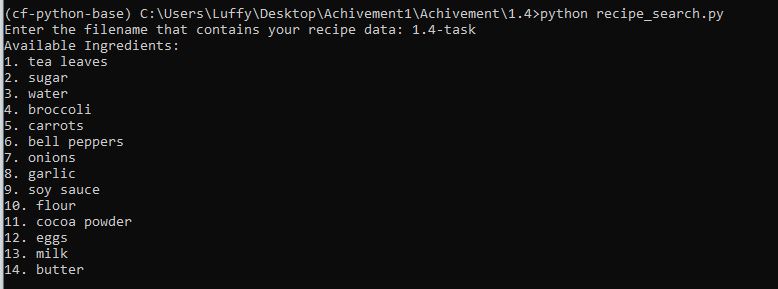 (cf-python-base) C:\Users\Luffy\Desktop\Achivement1\Achivement\1.4>python recipe_search.py
Enter the filename that contains your recipe data: 1.4-task
Available Ingredients:
1. tea leaves
2. sugar
3. water
4. broccoli
5. carrots
6. bell peppers
7. onions
8. garlic
9. soy sauce
10. flour
11. cocoa powder
12. eggs
13. milk
14. butter